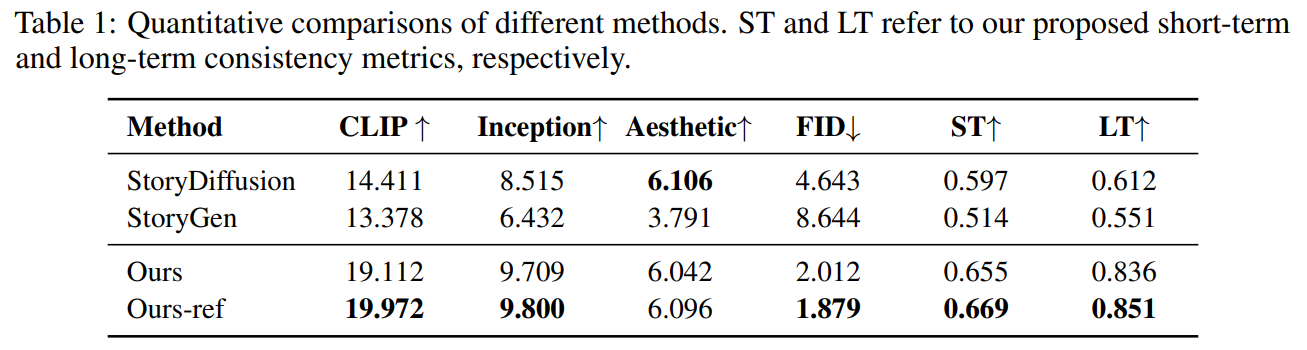 Table 1: Quantitative comparisons of different methods. ST and LT refer to our proposed short-term
and long-term consistency metrics, respectively.
Method CLIP ↑ Inception↑ Aesthetic↑ FID↓ ST↑ LT↑
StoryDiffusion 14.411 8.515 6.106 4.643 0.597 0.612
StoryGen 13.378 6.432 3.791 8.644 0.514 0.551
Ours 19.112 9.709 6.042 2.012 0.655 0.836
Ours-ref 19.972 9.800 6.096 1.879 0.669 0.851